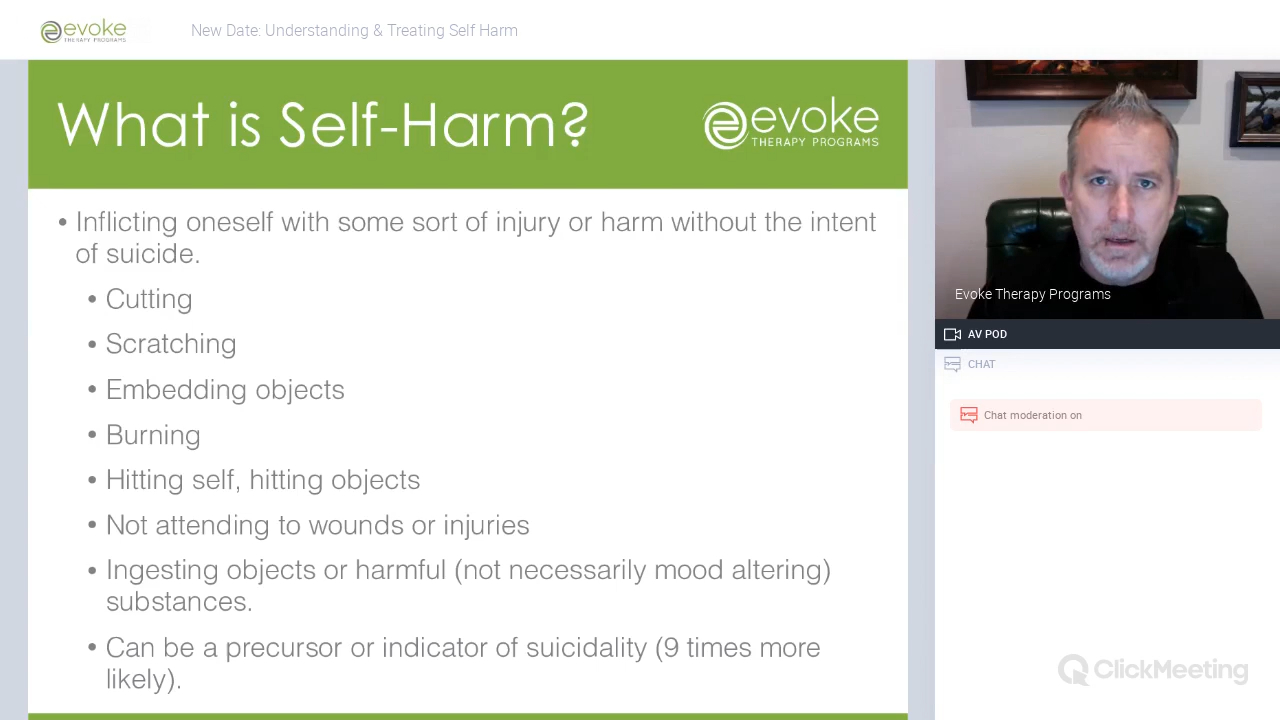 evoke
THERAPY PROGRAMS
New Date: Understanding & Treating Self Harm
What is Self-Harm?
evoke
THERAPY PROGRAMS
• Inflicting oneself with some sort of injury or harm without the intent
of suicide.
• Cutting
• Scratching
• Embedding objects
• Burning
• Hitting self, hitting objects
• Not attending to wounds or injuries
• Ingesting objects or harmful (not necessarily mood altering)
substances.
• Can be a precursor or indicator of suicidality (9 times more
likely).
Evoke Therapy Programs
AV POD
CHAT
Chat moderation on
ClickMeeting